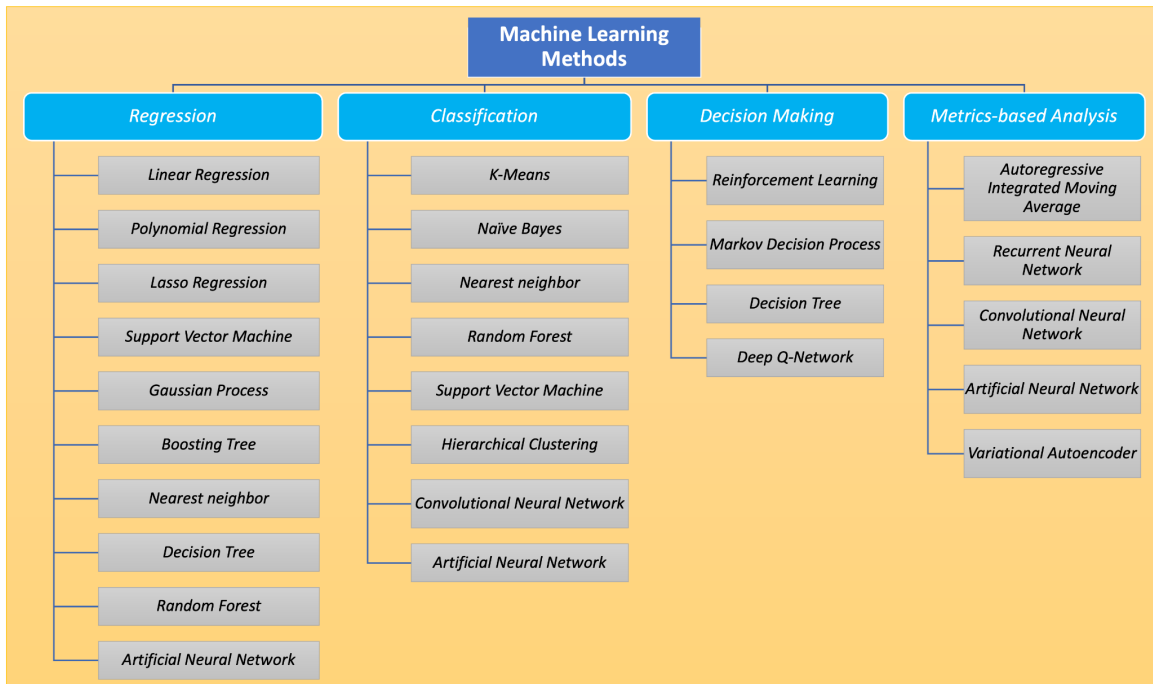 Machine Learning
Methods
Regression
Linear Regression
Polynomial Regression
Lasso Regression
Support Vector Machine
Gaussian Process
Boosting Tree
Nearest neighbor
Decision Tree
Random Forest
Artificial Neural Network
Classification
K-Means
Naïve Bayes
Nearest neighbor
Random Forest
Support Vector Machine
Hierarchical Clustering
Convolutional Neural Network
Artificial Neural Network
Decision Making
Reinforcement Learning
Markov Decision Process
Decision Tree
Deep Q-Network
Metrics-based Analysis
Autoregressive
Integrated Moving
Average
Recurrent Neural
Network
Convolutional Neural
Network
Artificial Neural Network
Variational Autoencoder